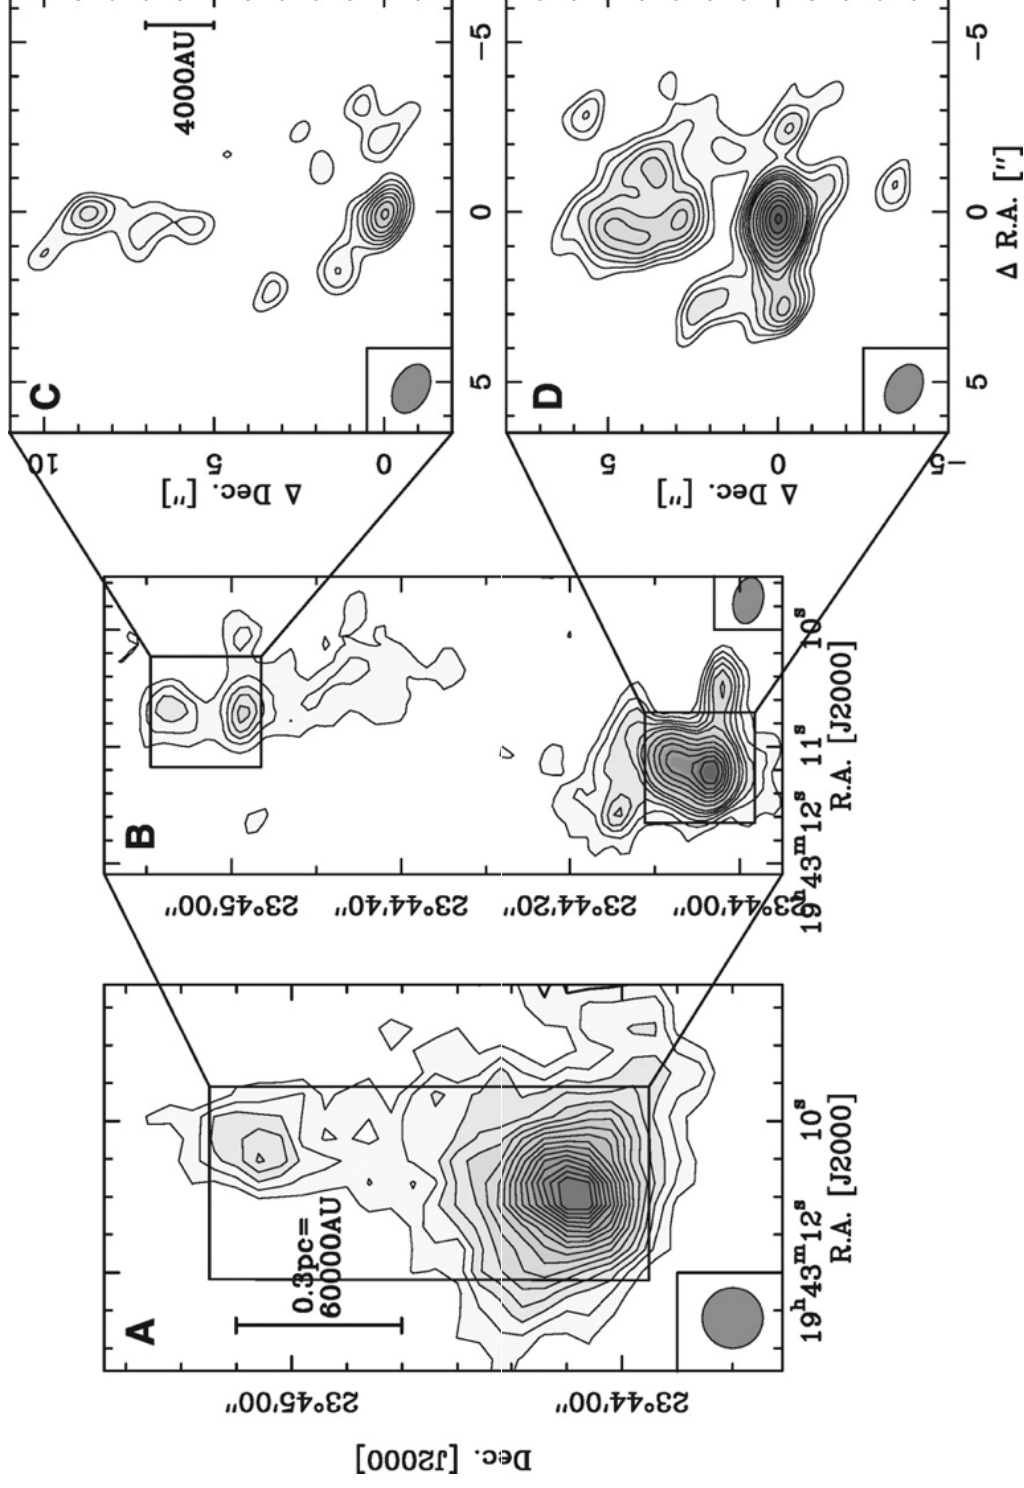 A
0.3pc=
60000AU
Dec. [J2000]
23°45'00"
23°44'00"
19ʰ43ᵐ12ˢ
10ˢ
R.A. [J2000]
B
23°45'00"
23°44'40"
23°44'20"
23°44'00"
19ʰ43ᵐ12ˢ
11ˢ
10ˢ
R.A. [J2000]
C
4000AU
10
5
0
Δ Dec. ["]
5
0
−5
D
5
0
−5
Δ Dec. ["]
5
0
−5
Δ R.A. ["]